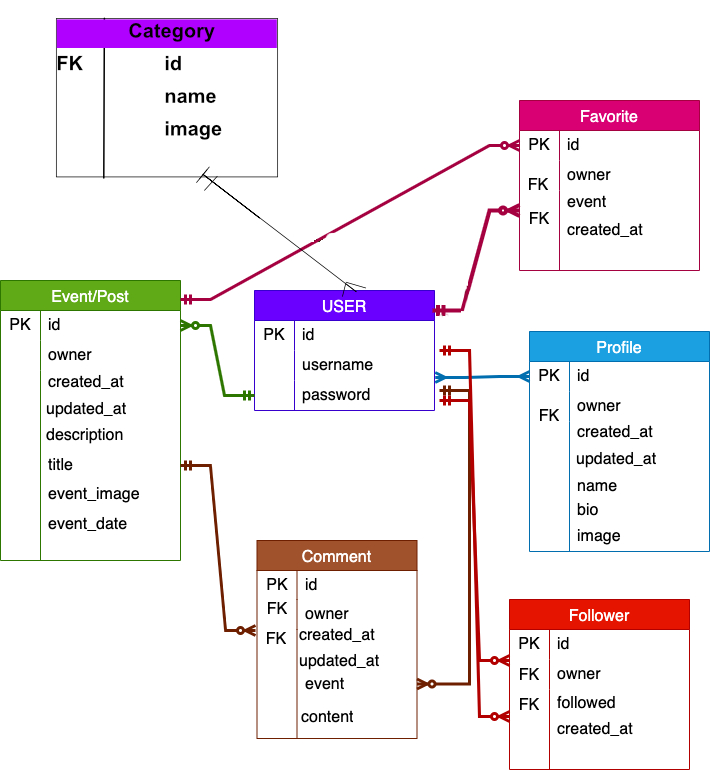 Category
FK id
name
image
Favorite
PK id
FK owner
event
FK
created_at
Event/Post
PK id
owner
created_at
updated_at
description
title
event_image
event_date
USER
PK id
username
password
Profile
PK id
FK owner
created_at
updated_at
name
bio
image
Comment
PK id
FK owner
FK created_at
updated_at
event
content
Follower
PK id
FK owner
FK followed
created_at